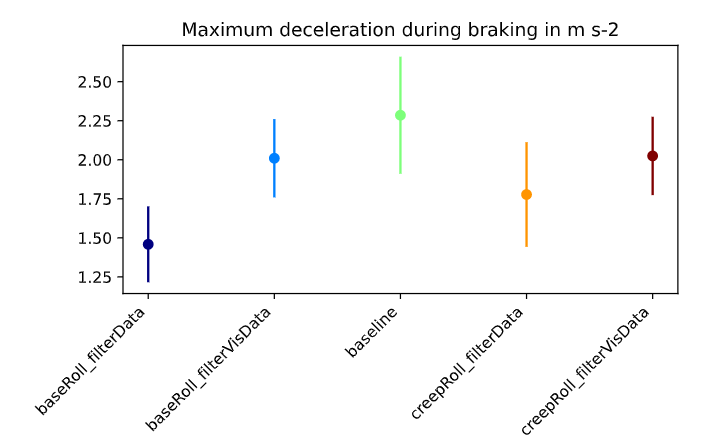 Maximum deceleration during braking in m s-2
2.50
2.25
2.00
1.75
1.50
1.25
baseRoll_filterData
baseRoll_filterVisData
baseline
creepRoll_filterData
creepRoll_filterVisData